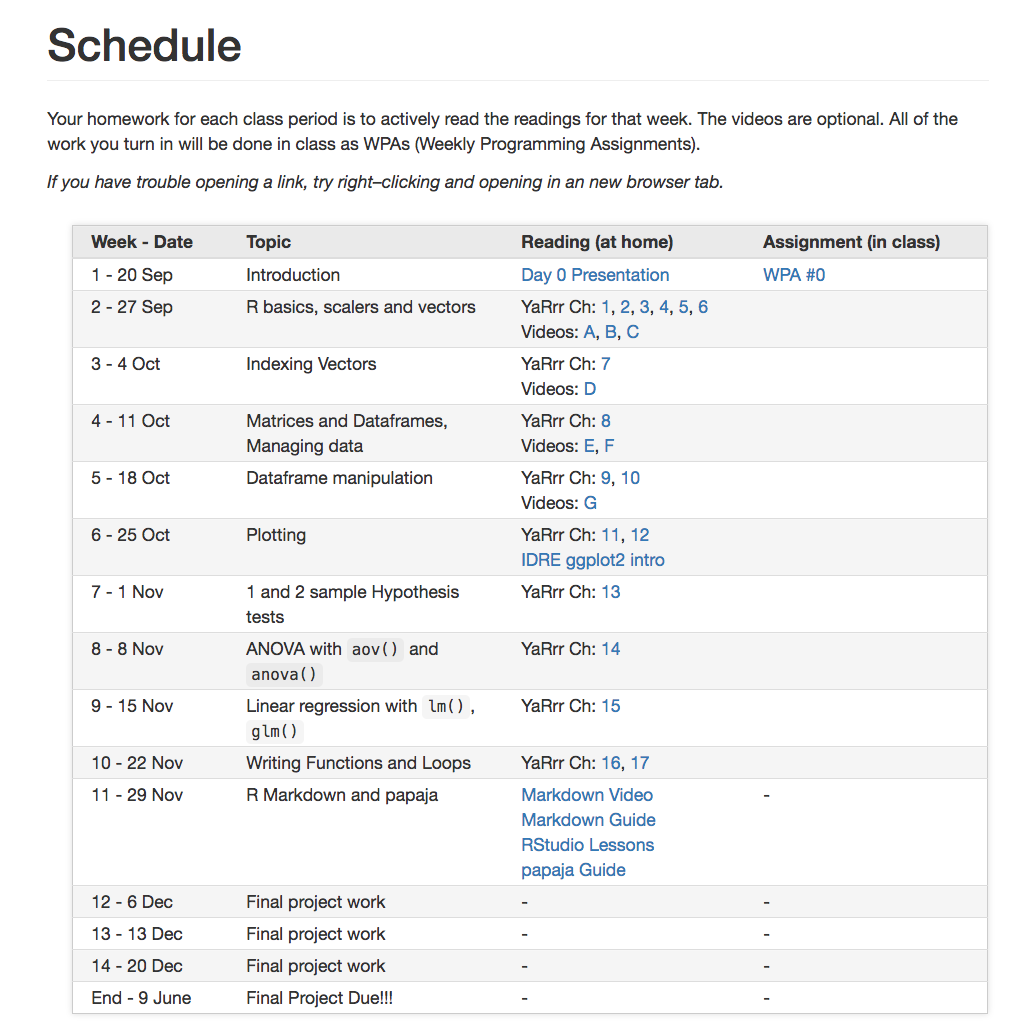 Schedule
Your homework for each class period is to actively read the readings for that week. The videos are optional. All of the
work you turn in will be done in class as WPAs (Weekly Programming Assignments).
If you have trouble opening a link, try right–clicking and opening in an new browser tab.
Week - Date Topic Reading (at home) Assignment (in class)
1 - 20 Sep Introduction Day 0 Presentation WPA #0
2 - 27 Sep R basics, scalers and vectors YaRrr Ch: 1, 2, 3, 4, 5, 6
Videos: A, B, C
3 - 4 Oct Indexing Vectors YaRrr Ch: 7
Videos: D
4 - 11 Oct Matrices and Dataframes, YaRrr Ch: 8
Managing data Videos: E, F
5 - 18 Oct Dataframe manipulation YaRrr Ch: 9, 10
Videos: G
6 - 25 Oct Plotting YaRrr Ch: 11, 12
IDRE ggplot2 intro
7 - 1 Nov 1 and 2 sample Hypothesis YaRrr Ch: 13
tests
8 - 8 Nov ANOVA with aov() and YaRrr Ch: 14
anova()
9 - 15 Nov Linear regression with lm() , YaRrr Ch: 15
glm()
10 - 22 Nov Writing Functions and Loops YaRrr Ch: 16, 17
11 - 29 Nov R Markdown and papaja Markdown Video -
Markdown Guide
RStudio Lessons
papaja Guide
12 - 6 Dec Final project work - -
13 - 13 Dec Final project work - -
14 - 20 Dec Final project work - -
End - 9 June Final Project Due!!! - -